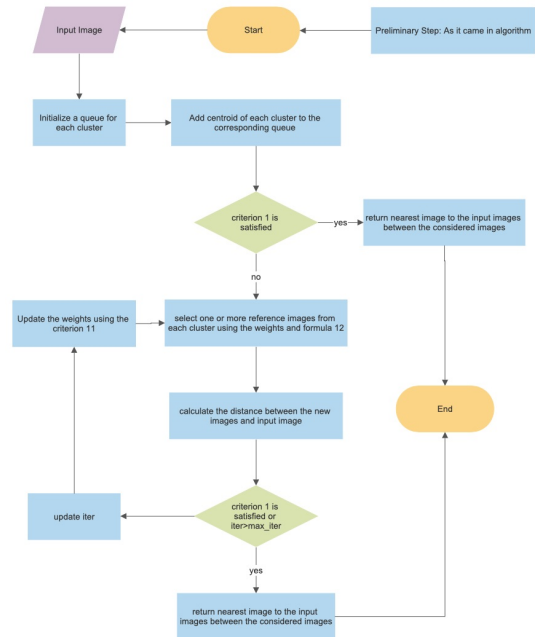 Input Image
Start
Preliminary Step: As it came in algorithm
Initialize a queue for
each cluster
Add centroid of each cluster to the
corresponding queue
criterion 1 is
satisfied
yes
return nearest image to the input images
between the considered images
no
Update the weights using the
criterion 11
select one or more reference images from
each cluster using the weights and formula 12
calculate the distance between the new
images and input image
End
update iter
criterion 1 is
satisfied or
iter>max_iter
yes
return nearest image to the input
images between the considered images